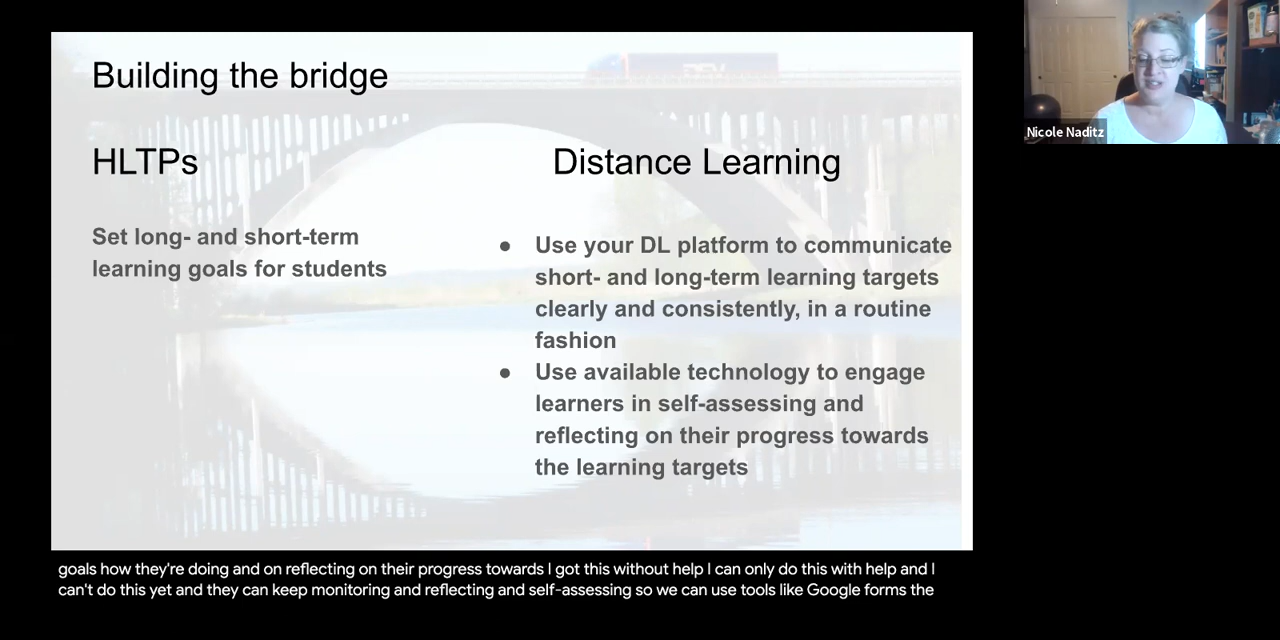 Building the bridge
HLTPs
Distance Learning
Set long- and short-term
learning goals for students
● Use your DL platform to communicate
short- and long-term learning targets
clearly and consistently, in a routine
fashion
● Use available technology to engage
learners in self-assessing and
reflecting on their progress towards
the learning targets
Nicole Naditz
goals how they're doing and on reflecting on their progress towards I got this without help I can only do this with help and I
can't do this yet and they can keep monitoring and reflecting and self-assessing so we can use tools like Google forms the